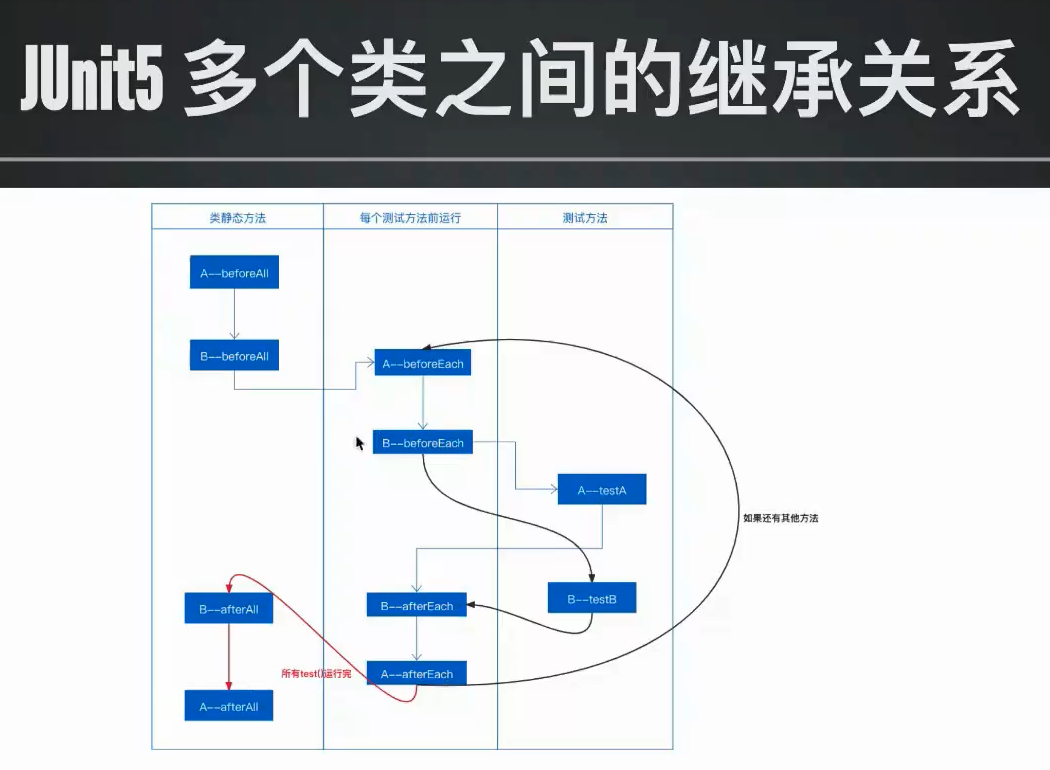 JUnit5 多个类之间的继承关系
类静态方法
每个测试方法前运行
测试方法
A--beforeAll
B--beforeAll
A--beforeEach
B--beforeEach
A--testA
如果还有其他方法
B--testB
B--afterEach
B--afterAll
A--afterEach
所有test()运行完
A--afterAll